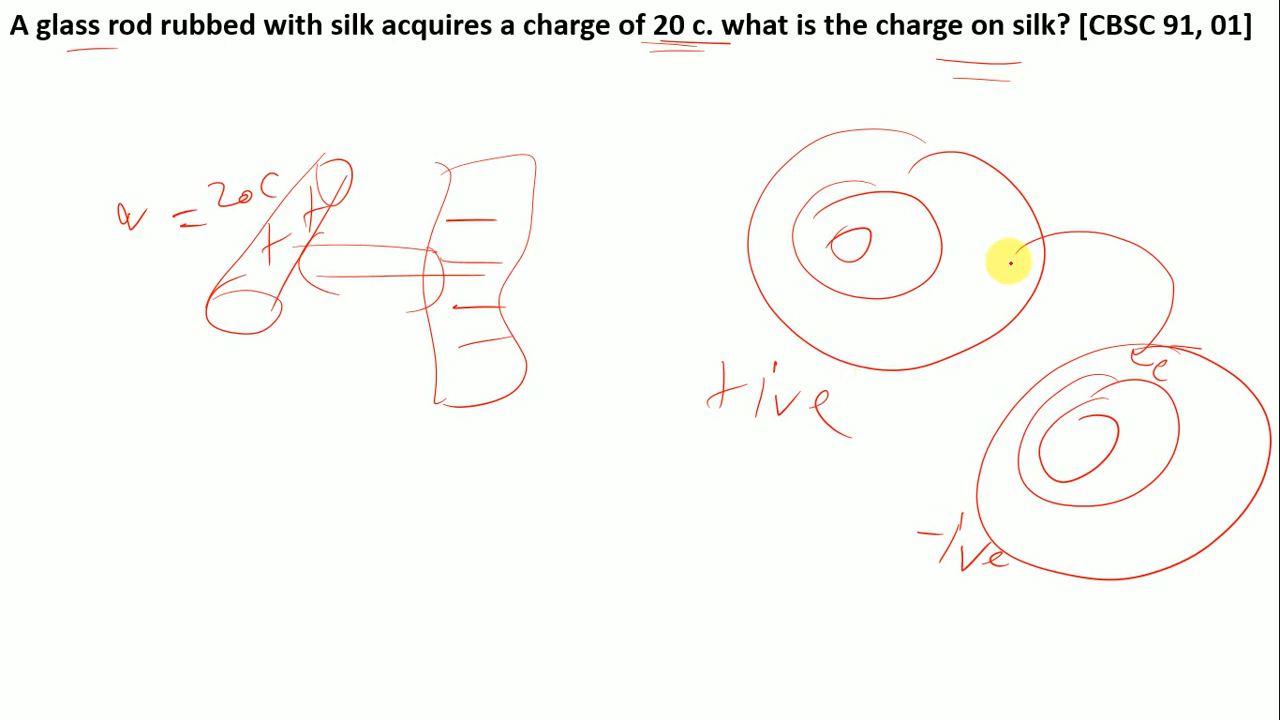 A glass rod rubbed with silk acquires a charge of 20 c. what is the charge on silk? [CBSC 91, 01]
q = 20 C
+ +
+ive
e
-ive